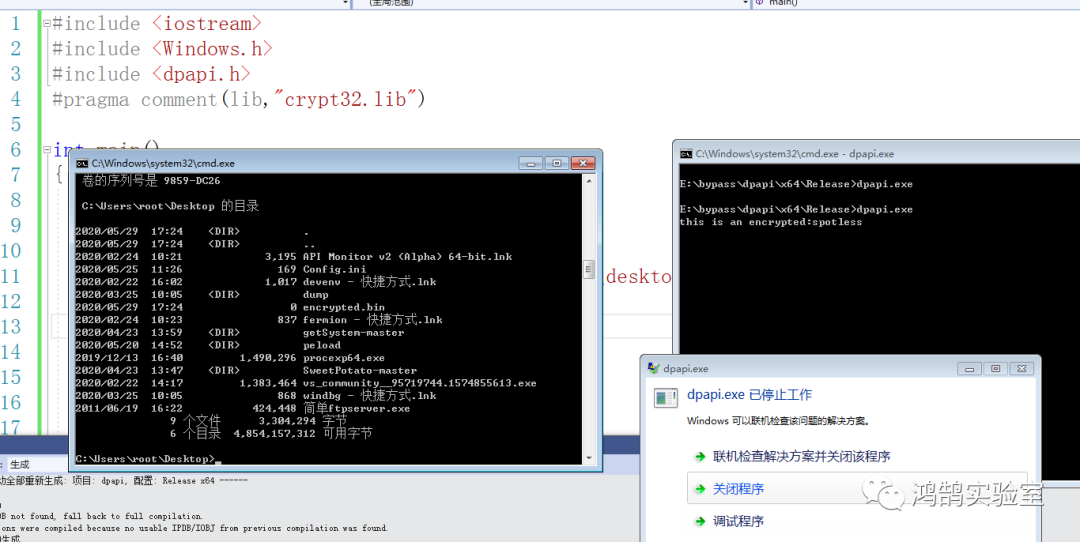 (全局范围)
main()
1 #include <iostream>
2 #include <Windows.h>
3 #include <dpapi.h>
4 #pragma comment(lib,"crypt32.lib")
5
6 int main()
7 {
8
9
10
11 \deskto
12
13
14
15
16
17
C:\Windows\system32\cmd.exe
卷的序列号是 9859-DC26
C:\Users\root\Desktop 的目录
2020/05/29 17:24 <DIR> .
2020/05/29 17:24 <DIR> ..
2020/02/24 10:21 3,195 API Monitor v2 (Alpha) 64-bit.lnk
2020/05/25 11:26 169 Config.ini
2020/02/22 16:02 1,017 devenv - 快捷方式.lnk
2020/03/25 10:05 <DIR> dump
2020/05/29 17:24 0 encrypted.bin
2020/02/24 10:23 837 fermion - 快捷方式.lnk
2020/04/23 13:59 <DIR> getSystem-master
2020/05/20 14:52 <DIR> peload
2019/12/13 16:40 1,490,296 procexp64.exe
2020/04/23 13:47 <DIR> SweetPotato-master
2020/02/22 14:17 1,383,464 vs_community__95719744.1574855613.exe
2020/03/25 10:05 868 windbg - 快捷方式.lnk
2011/06/19 16:22 424,448 简单ftpserver.exe
9 个文件 3,304,294 字节
6 个目录 4,854,157,312 可用字节
C:\Users\root\Desktop>_
C:\Windows\system32\cmd.exe - dpapi.exe
E:\bypass\dpapi\x64\Release>dpapi.exe
E:\bypass\dpapi\x64\Release>dpapi.exe
this is an encrypted:spotless
dpapi.exe
dpapi.exe 已停止工作
Windows 可以联机检查该问题的解决方案。
联机检查解决方案并关闭该程序
关闭程序
调试程序
: 生成
动全部重新生成: 项目: dpapi, 配置: Release x64 ------
DB not found, fall back to full compilation.
ons were compiled because no usable IPDB/IOBJ from previous compilation was found.
生成
鸿鹄实验室